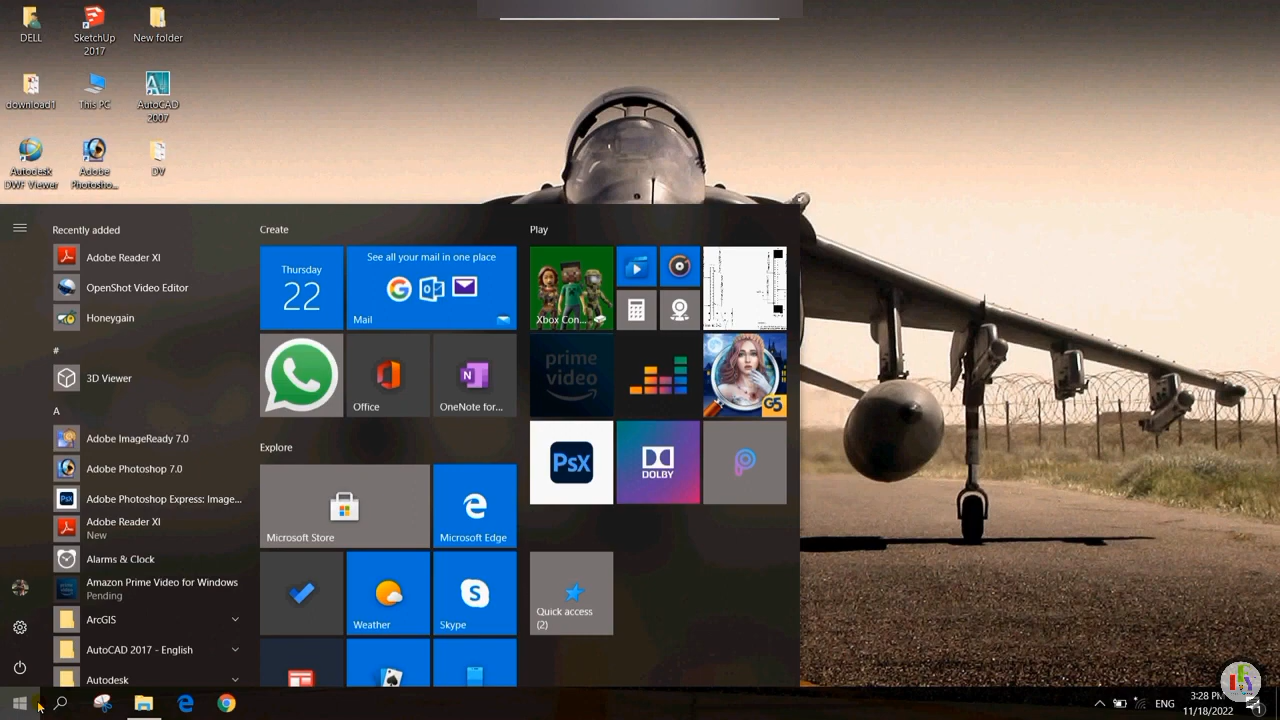 DELL
SketchUp
2017
New folder
download1
This PC
AutoCAD
2007
Autodesk
DWF Viewer
Adobe
Photosho...
DV
Recently added
Adobe Reader XI
OpenShot Video Editor
Honeygain
#
3D Viewer
A
Adobe ImageReady 7.0
Adobe Photoshop 7.0
Adobe Photoshop Express: Image...
Adobe Reader XI
New
Alarms & Clock
Amazon Prime Video for Windows
Pending
ArcGIS
AutoCAD 2017 - English
Autodesk
Create
Thursday
22
See all your mail in one place
Mail
Office
OneNote for...
Explore
Microsoft Store
Microsoft Edge
Weather
Skype
Play
Xbox Con...
prime
video
G5
PsX
DOLBY
Quick access
(2)
ENG
3:28 PM
11/18/2022
1